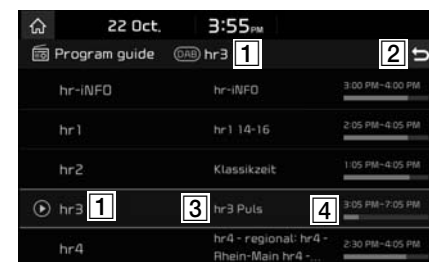 22 Oct. 3:55 PM
Program guide DAB hr3 1 2
hr-iNFO hr-iNFO 3:00 PM~4:00 PM
hr1 hr1 14-16 2:05 PM~4:05 PM
hr2 Klassikzeit 1:05 PM~4:05 PM
hr3 1 3 hr3 Puls 4 3:05 PM~7:05 PM
hr4 hr4 - regional: hr4 - 2:30 PM~4:05 PM
Rhein-Main hr4 -...